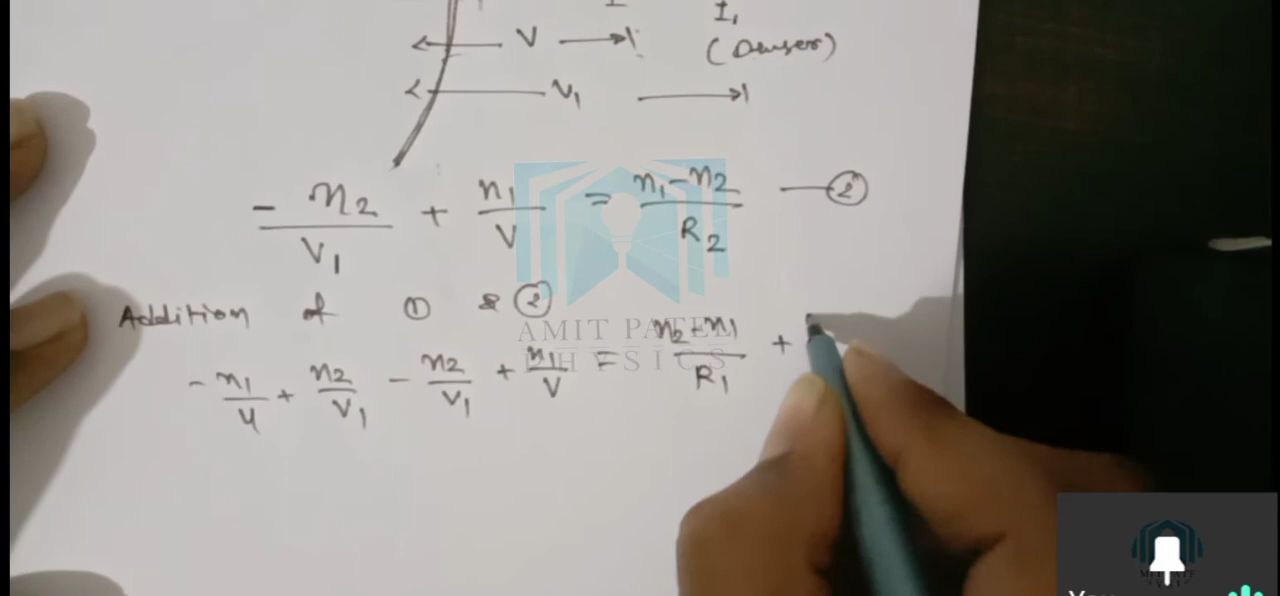 I₁
V
(Denser)
V₁
- n₂/V₁ + n₁/V = n₁-n₂/R₂ — ②
Addition of ① & ②
AMIT PATEL
PHYSICS
- n₁/u + n₂/V₁ - n₂/V₁ + n₁/V = n₂-n₁/R₁ +